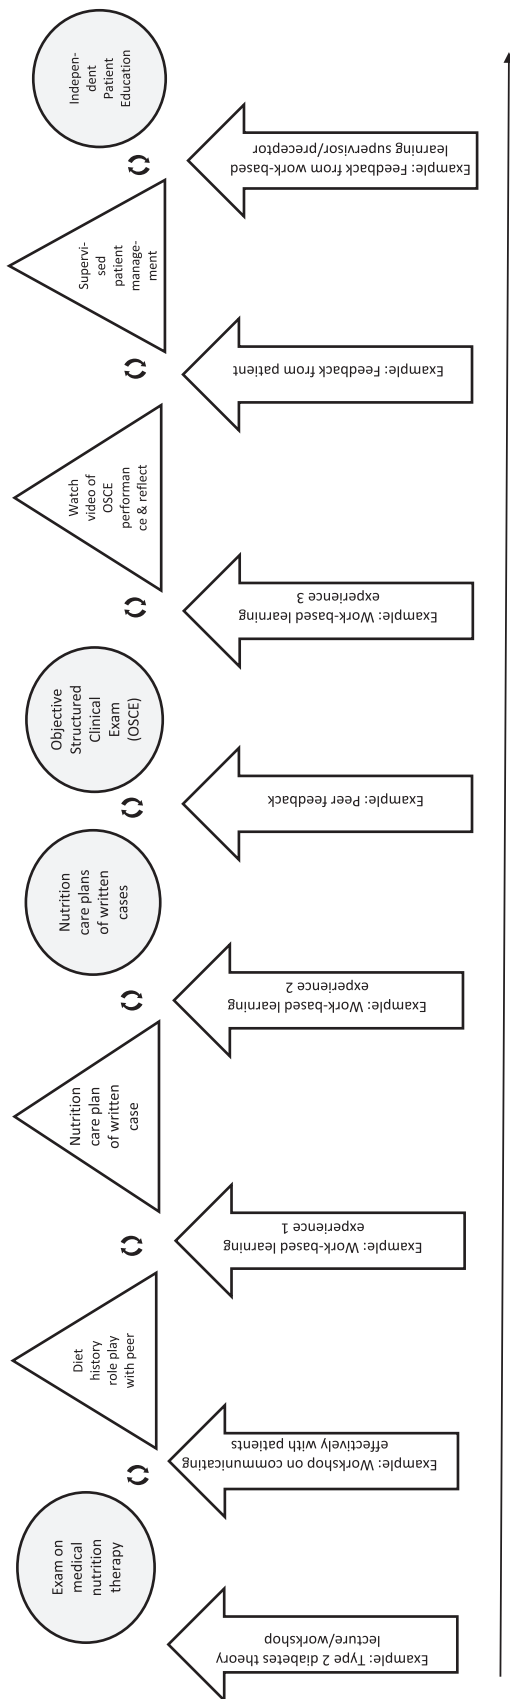 Exam on
medical
nutrition
therapy
Diet
history
role play
with peer
Nutrition
care plan
of written
case
Nutrition
care plans
of written
cases
Objective
Structured
Clinical
Exam
(OSCE)
Watch
video of
OSCE
performan
ce & reflect
Supervi-
sed
patient
manage-
ment
Indepen-
dent
Patient
Education
Example: Type 2 diabetes theory
lecture/workshop
Example: Workshop on communicating
effectively with patients
Example: Work-based learning
experience 1
Example: Work-based learning
experience 2
Example: Peer feedback
Example: Work-based learning
experience 3
Example: Feedback from patient
Example: Feedback from work-based
learning supervisor/preceptor